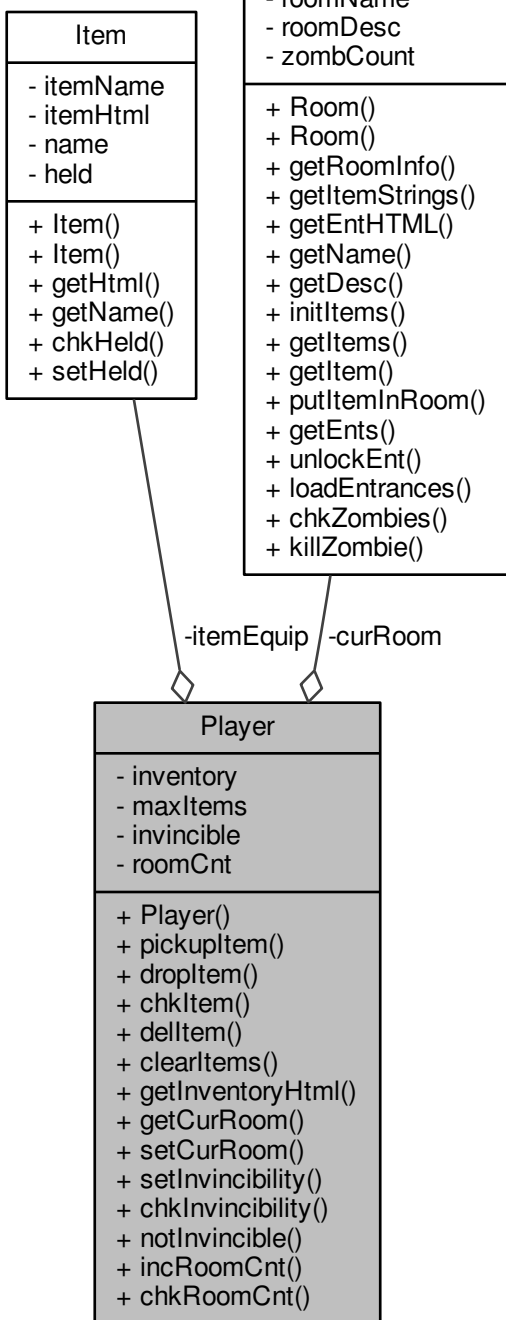 Item
- itemName
- itemHtml
- name
- held
+ Item()
+ Item()
+ getHtml()
+ getName()
+ chkHeld()
+ setHeld()
- roomName
- roomDesc
- zombCount
+ Room()
+ Room()
+ getRoomInfo()
+ getItemStrings()
+ getEntHTML()
+ getName()
+ getDesc()
+ initItems()
+ getItems()
+ getItem()
+ putItemInRoom()
+ getEnts()
+ unlockEnt()
+ loadEntrances()
+ chkZombies()
+ killZombie()
-itemEquip
-curRoom
Player
- inventory
- maxItems
- invincible
- roomCnt
+ Player()
+ pickupItem()
+ dropItem()
+ chkItem()
+ delItem()
+ clearItems()
+ getInventoryHtml()
+ getCurRoom()
+ setCurRoom()
+ setInvincibility()
+ chkInvincibility()
+ notInvincible()
+ incRoomCnt()
+ chkRoomCnt()